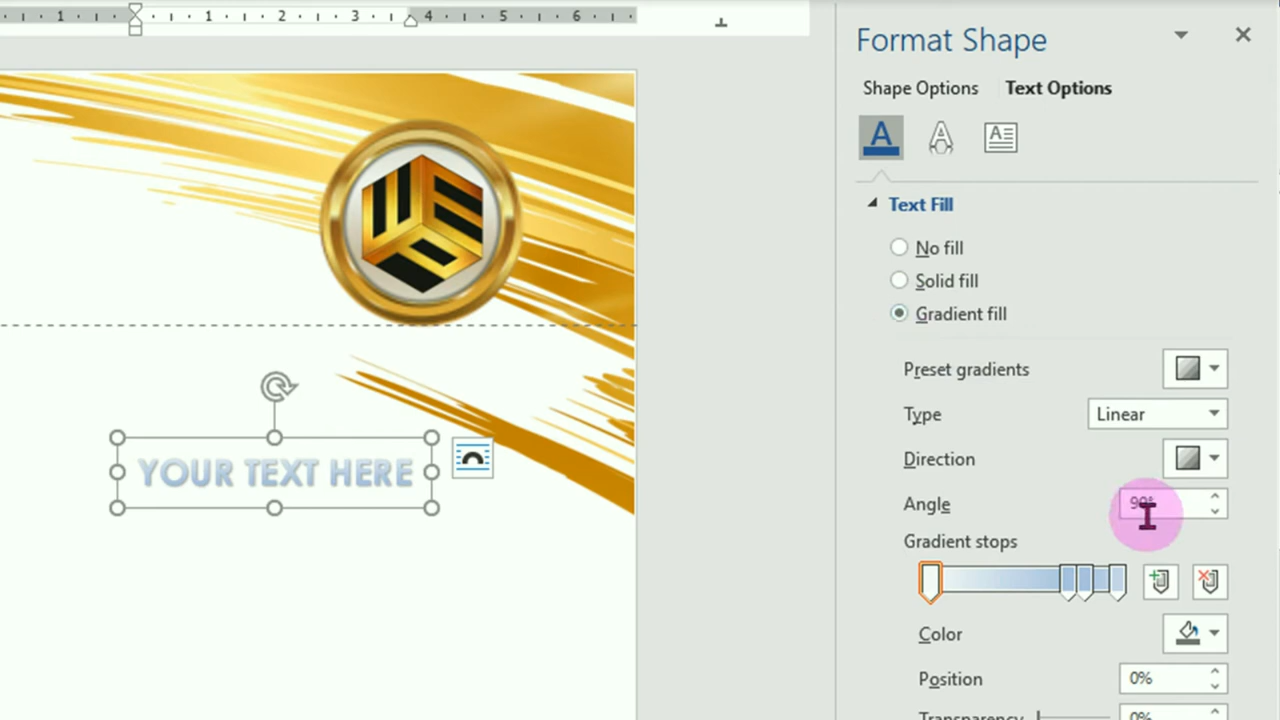 1 1 2 3 4 5 6
Format Shape
Shape Options Text Options
Text Fill
No fill
Solid fill
Gradient fill
Preset gradients
Type Linear
Direction
Angle
Gradient stops
Color
Position 0%
Transparency 0%
YOUR TEXT HERE